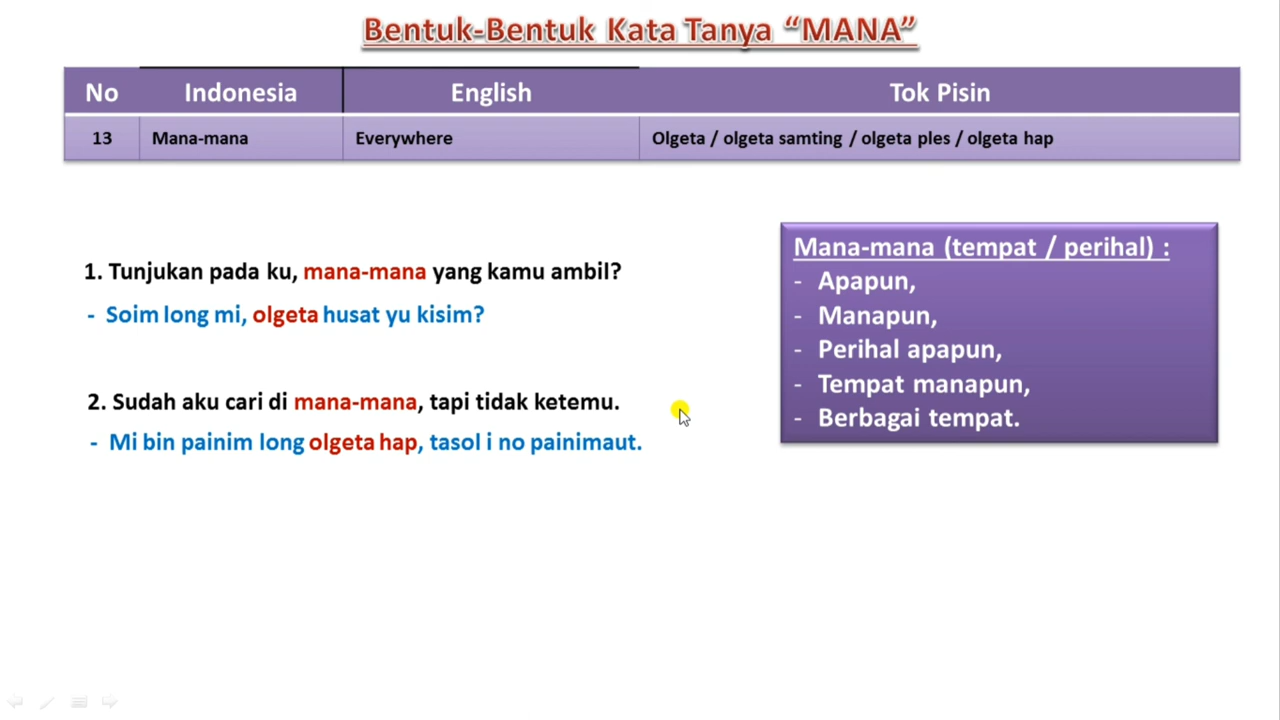 Bentuk-Bentuk Kata Tanya “MANA”
No Indonesia English Tok Pisin
13 Mana-mana Everywhere Olgeta / olgeta samting / olgeta ples / olgeta hap
1. Tunjukan pada ku, mana-mana yang kamu ambil?
- Soim long mi, olgeta husat yu kisim?
2. Sudah aku cari di mana-mana, tapi tidak ketemu.
- Mi bin painim long olgeta hap, tasol i no painimaut.
Mana-mana (tempat / perihal) :
- Apapun,
- Manapun,
- Perihal apapun,
- Tempat manapun,
- Berbagai tempat.